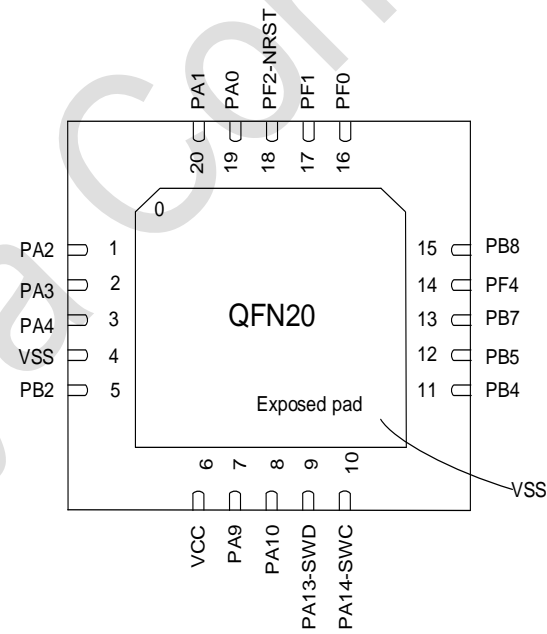 PA1 PA0 PF2-NRST PF1 PF0
20 19 18 17 16
0
PA2 1 15 PB8
PA3 2 14 PF4
PA4 3 QFN20 13 PB7
VSS 4 12 PB5
PB2 5 11 PB4
Exposed pad
6 7 8 9 10
VSS
VCC PA9 PA10 PA13-SWD PA14-SWC